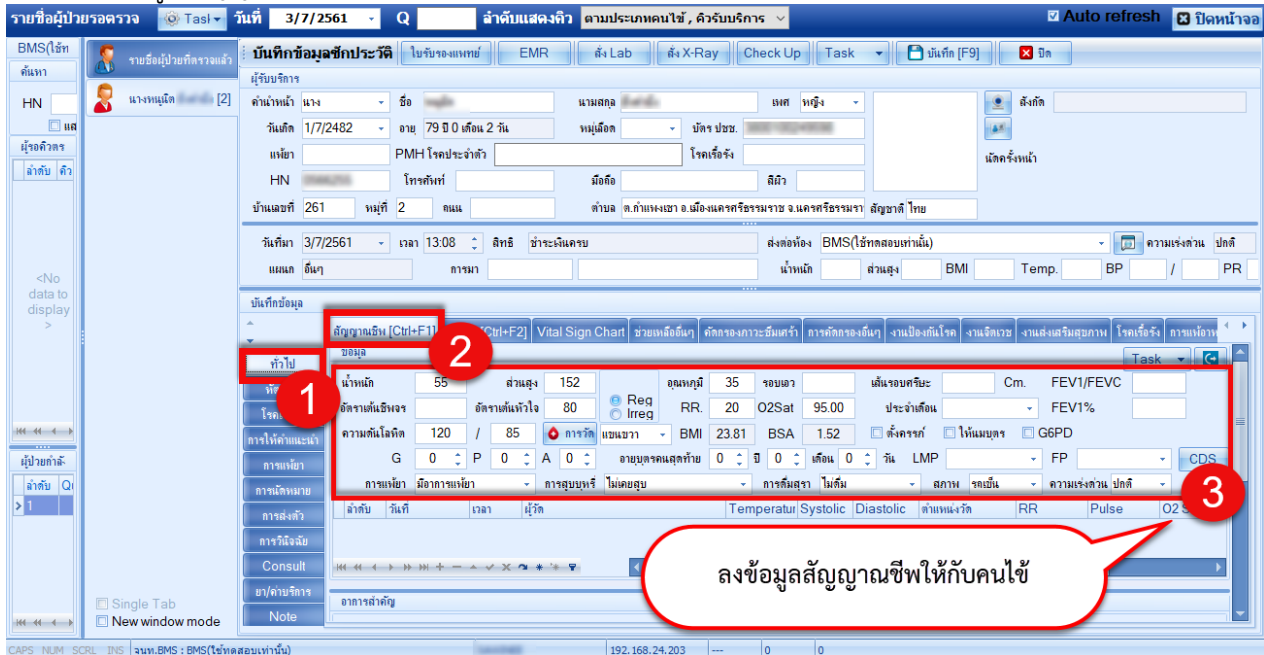 รายชื่อผู้ป่วยรอตรวจ Task วันที่ 3/7/2561 Q ลำดับแสดงคิว ตามประเภทคนไข้ , คิวรับบริการ Auto refresh ปิดหน้าจอ
BMS(ใช้ท
ค้นหา
HN
แส
ผู้รอคิวตร
ลำดับ คิว
<No
data to
display
>
ผู้ป่วยกำลั
ลำดับ Qu
1
รายชื่อผู้ป่วยที่ตรวจแล้ว
นางหนูนิต [2]
Single Tab
New window mode
บันทึกข้อมูลซักประวัติ ใบรับรองแพทย์ EMR สั่ง Lab สั่ง X-Ray Check Up Task บันทึก [F9] ปิด
ผู้รับบริการ
คำนำหน้า นาง ชื่อ นามสกุล เพศ หญิง สังกัด
วันเกิด 1/7/2482 อายุ 79 ปี 0 เดือน 2 วัน หมู่เลือด บัตร ปชช.
แพ้ยา PMH โรคประจำตัว โรคเรื้อรัง นัดครั้งหน้า
HN โทรศัพท์ มือถือ สีผิว
บ้านเลขที่ 261 หมู่ที่ 2 ถนน ตำบล ต.กำแพงเซา อ.เมืองนครศรีธรรมราช จ.นครศรีธรรมรา สัญชาติ ไทย
วันที่มา 3/7/2561 เวลา 13:08 สิทธิ ชำระเงินครบ ส่งต่อห้อง BMS(ใช้ทดสอบเท่านั้น) ความเร่งด่วน ปกติ
แผนก อื่นๆ การมา น้ำหนัก ส่วนสูง BMI Temp. BP / PR
บันทึกข้อมูล
สัญญาณชีพ [Ctrl+F1] [Ctrl+F2] Vital Sign Chart ช่วยเหลืออื่นๆ คัดกรองภาวะซึมเศร้า การคัดกรองอื่นๆ งานป้องกันโรค งานจิตเวช งานส่งเสริมสุขภาพ โรคเรื้อรัง การแพ้อาห
2
ทั่วไป
1
การให้คำแนะนำ
การแพ้ยา
การนัดหมาย
การส่งตัว
การวินิจฉัย
Consult
ยา/ค่าบริการ
Note
ข้อมูล Task
น้ำหนัก 55 ส่วนสูง 152 อุณหภูมิ 35 รอบเอว เส้นรอบศรีษะ Cm. FEV1/FEVC
อัตราเต้นชีพจร อัตราเต้นหัวใจ 80 Reg Irreg RR. 20 O2Sat 95.00 ประจำเดือน FEV1%
ความดันโลหิต 120 / 85 การวัด แขนขวา BMI 23.81 BSA 1.52 ตั้งครรภ์ ให้นมบุตร G6PD
G 0 P 0 A 0 อายุบุตรคนสุดท้าย 0 ปี 0 เดือน 0 วัน LMP FP CDS
การแพ้ยา มีอาการแพ้ยา การสูบบุหรี่ ไม่เคยสูบ การดื่มสุรา ไม่ดื่ม สภาพ รถเข็น ความเร่งด่วน ปกติ
3
ลำดับ วันที่ เวลา ผู้วัด Temperatur Systolic Diastolic ตำแหน่งวัด RR Pulse O2 S
ลงข้อมูลสัญญาณชีพให้กับคนไข้
อาการสำคัญ
CAPS NUM SCRL INS จนท.BMS : BMS(ใช้ทดสอบเท่านั้น) 192.168.24.203 --- 0 0